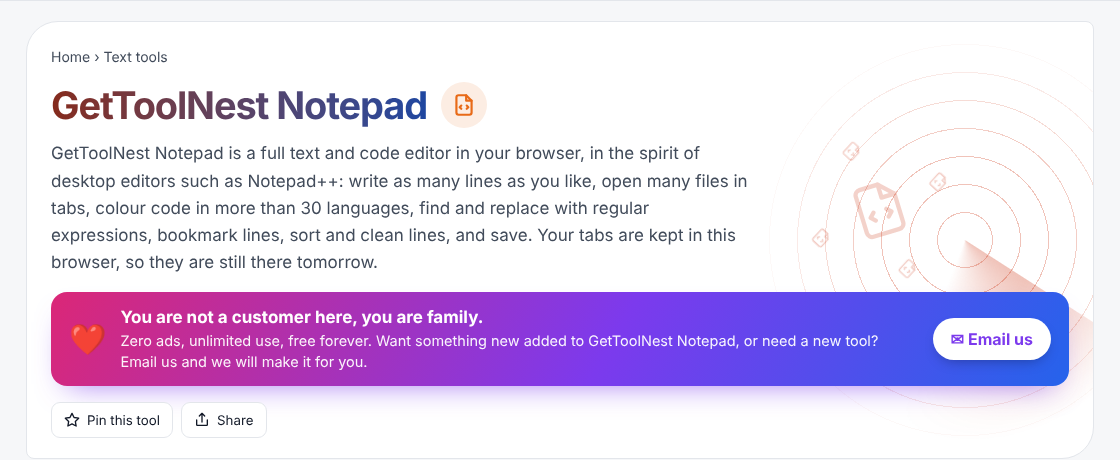 Home › Text tools
GetToolNest Notepad
GetToolNest Notepad is a full text and code editor in your browser, in the spirit of
desktop editors such as Notepad++: write as many lines as you like, open many files in
tabs, colour code in more than 30 languages, find and replace with regular
expressions, bookmark lines, sort and clean lines, and save. Your tabs are kept in this
browser, so they are still there tomorrow.
You are not a customer here, you are family.
Zero ads, unlimited use, free forever. Want something new added to GetToolNest Notepad, or need a new tool?
Email us and we will make it for you.
✉ Email us
Pin this tool
Share